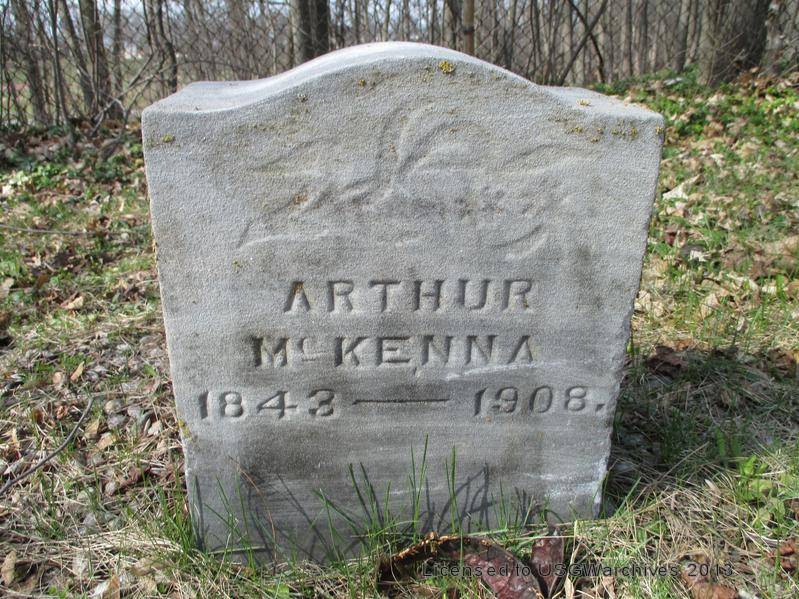 ARTHUR
McKENNA
1843 — 1908.
Licensed to USGWarchives 2013